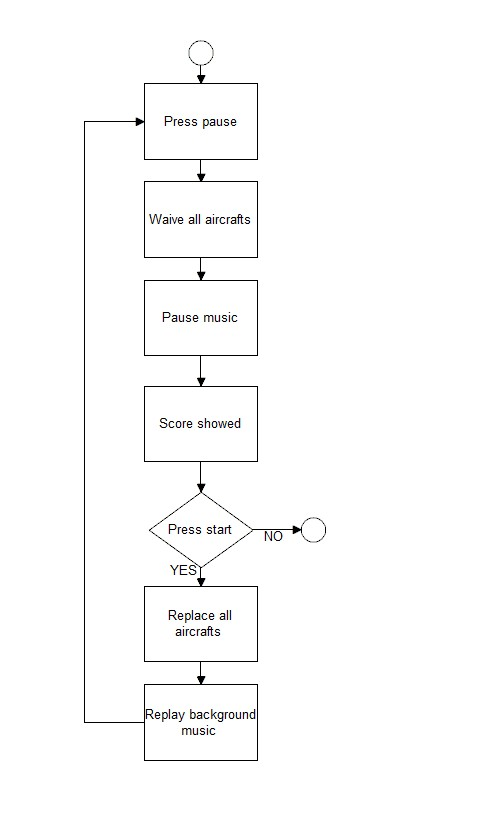 Press pause
Waive all aircrafts
Pause music
Score showed
Press start
NO
YES
Replace all
aircrafts
Replay background
music